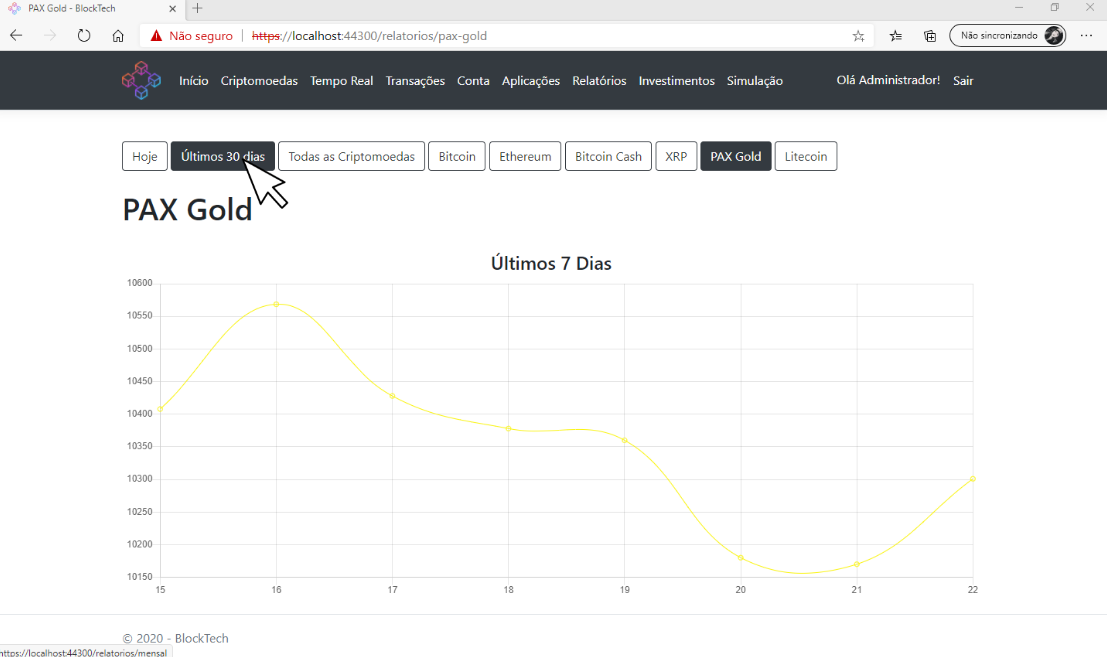 PAX Gold - BlockTech
Não seguro
https://localhost:44300/relatorios/pax-gold
Não sincronizando
Início Criptomoedas Tempo Real Transações Conta Aplicações Relatórios Investimentos Simulação Olá Administrador! Sair
Hoje Últimos 30 dias Todas as Criptomoedas Bitcoin Ethereum Bitcoin Cash XRP PAX Gold Litecoin
PAX Gold
Últimos 7 Dias
10600
10550
10500
10450
10400
10350
10300
10250
10200
10150
15 16 17 18 19 20 21 22
© 2020 - BlockTech
https://localhost:44300/relatorios/mensal